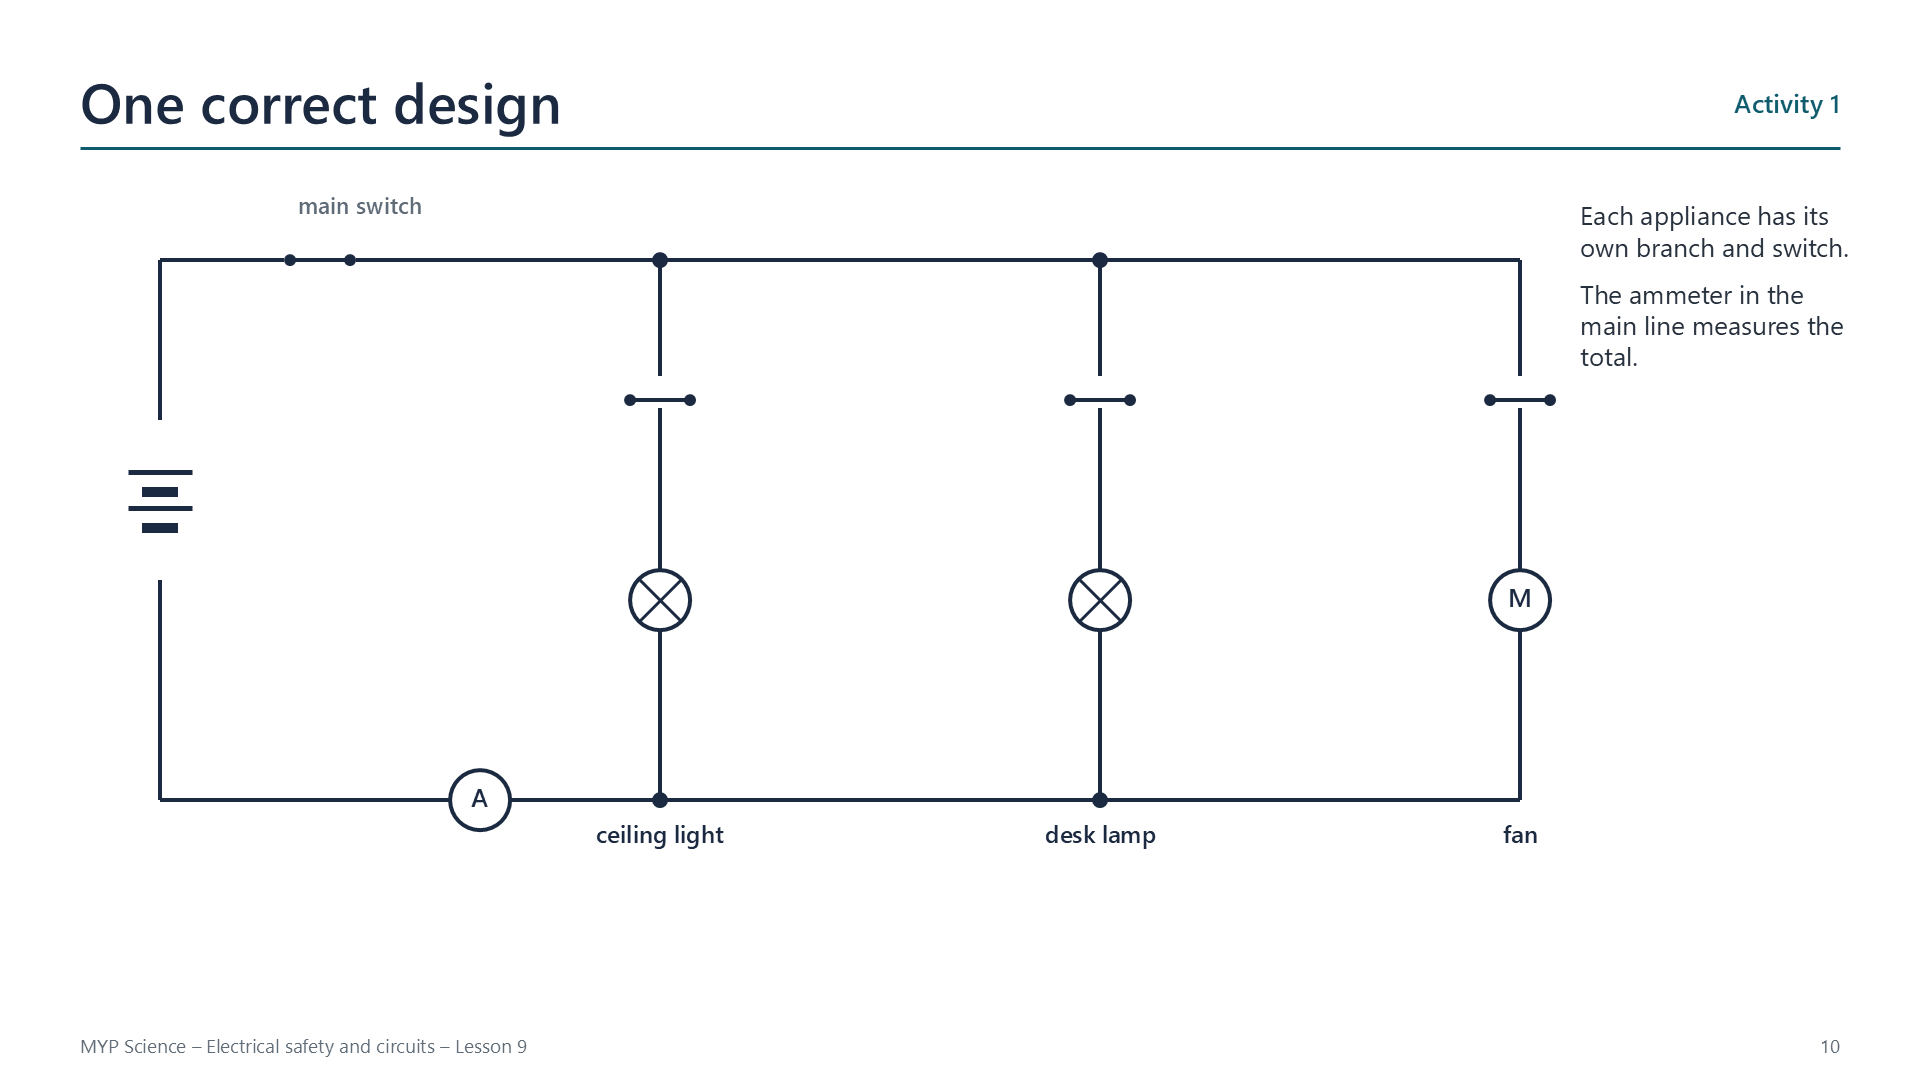 One correct design
Activity 1
main switch
Each appliance has its
own branch and switch.
The ammeter in the
main line measures the
total.
M
A
ceiling light
desk lamp
fan
MYP Science – Electrical safety and circuits – Lesson 9
10